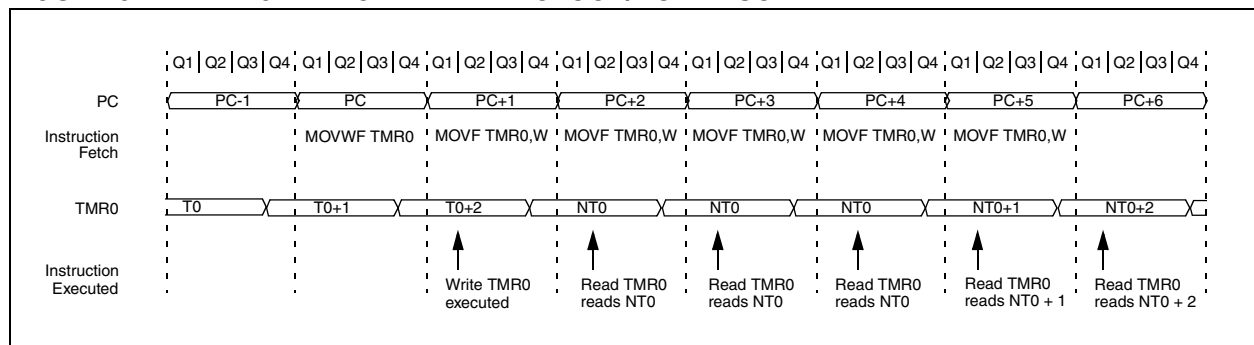 Q1 Q2 Q3 Q4 Q1 Q2 Q3 Q4 Q1 Q2 Q3 Q4 Q1 Q2 Q3 Q4 Q1 Q2 Q3 Q4 Q1 Q2 Q3 Q4 Q1 Q2 Q3 Q4 Q1 Q2 Q3 Q4
PC PC-1 PC PC+1 PC+2 PC+3 PC+4 PC+5 PC+6
Instruction
Fetch
MOVWF TMR0 MOVF TMR0,W MOVF TMR0,W MOVF TMR0,W MOVF TMR0,W MOVF TMR0,W
TMR0 T0 T0+1 T0+2 NT0 NT0 NT0 NT0+1 NT0+2
Instruction
Executed
Write TMR0
executed
Read TMR0
reads NT0
Read TMR0
reads NT0
Read TMR0
reads NT0
Read TMR0
reads NT0 + 1
Read TMR0
reads NT0 + 2